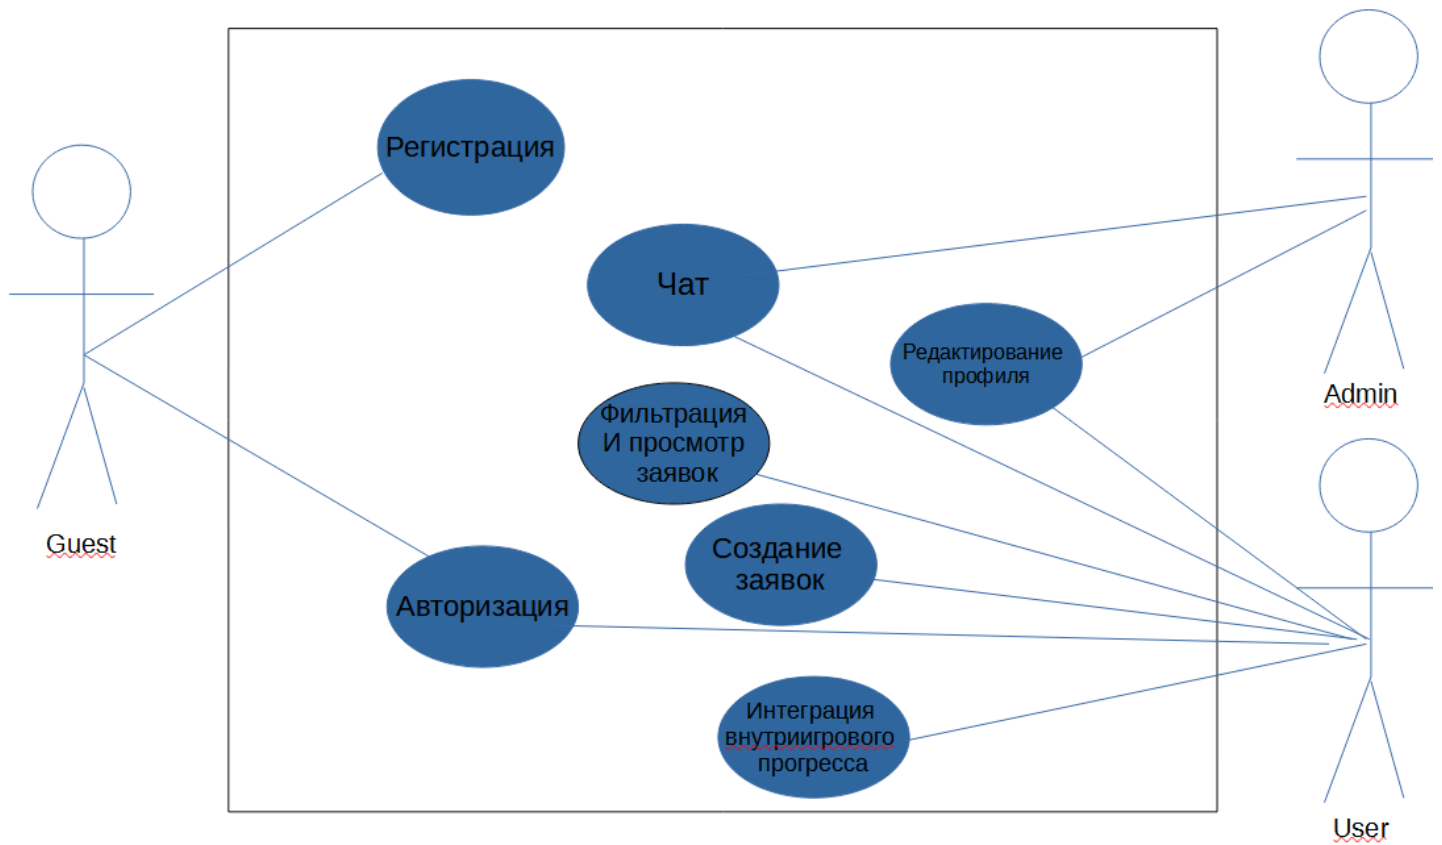 Регистрация
Чат
Редактирование
профиля
Admin
Фильтрация
И просмотр
заявок
Guest
Создание
заявок
Авторизация
Интеграция
внутриигрового
прогресса
User